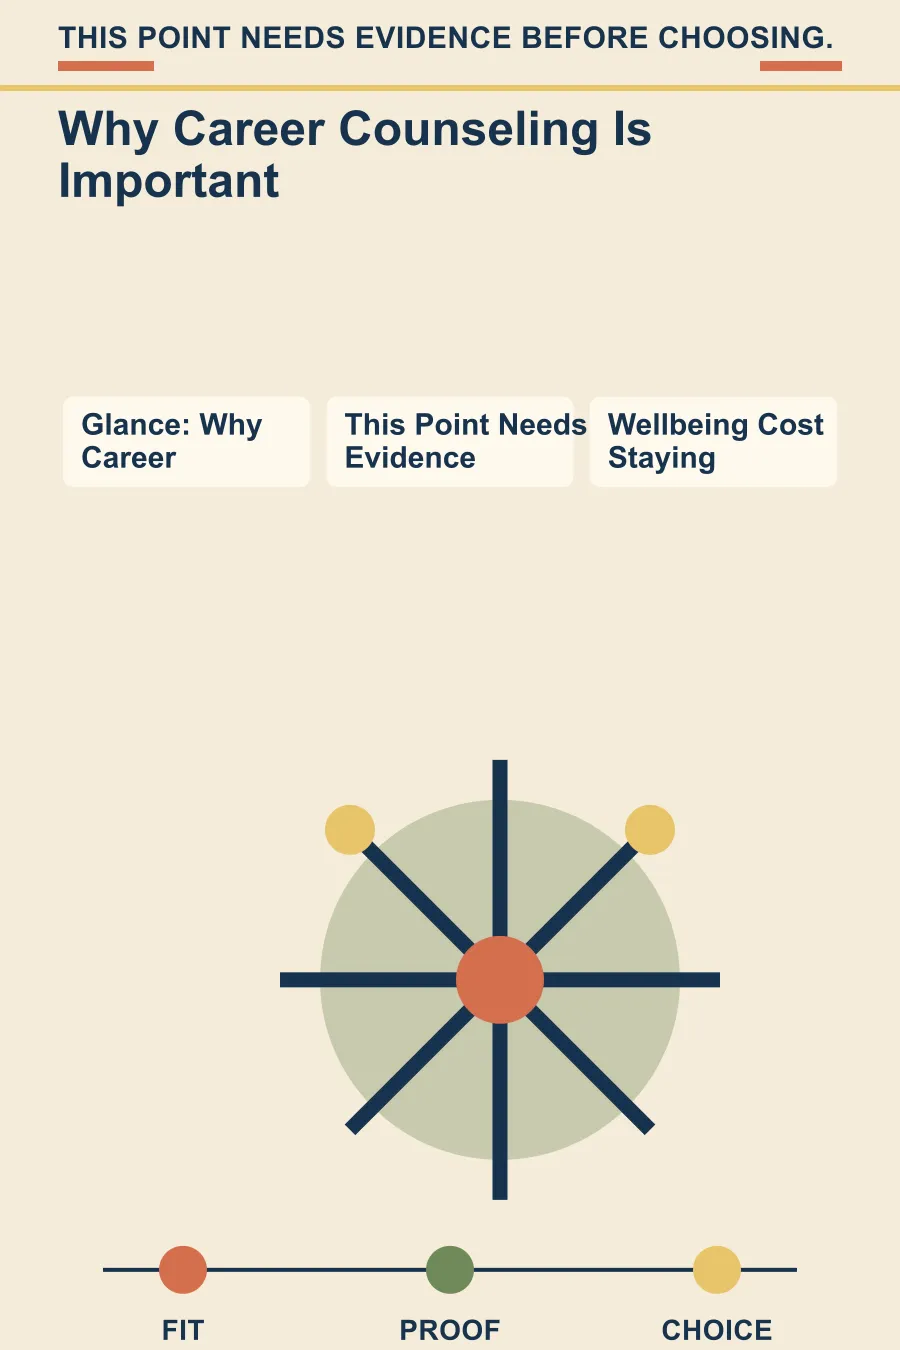 THIS POINT NEEDS EVIDENCE BEFORE CHOOSING.
Why Career Counseling Is
Important
Glance: Why
Career
This Point Needs
Evidence
Wellbeing Cost
Staying
FIT
PROOF
CHOICE